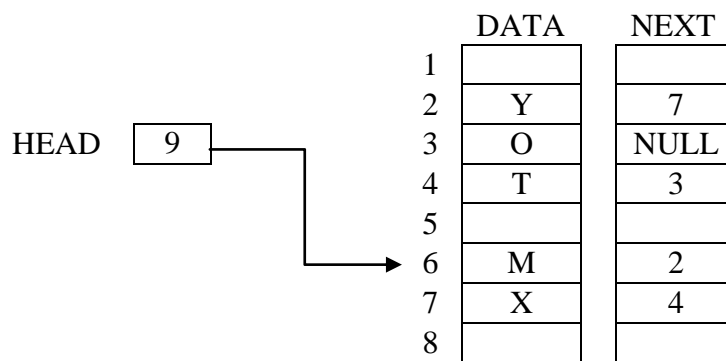 DATA NEXT
1
2 Y 7
HEAD 9 3 O NULL
4 T 3
5
6 M 2
7 X 4
8